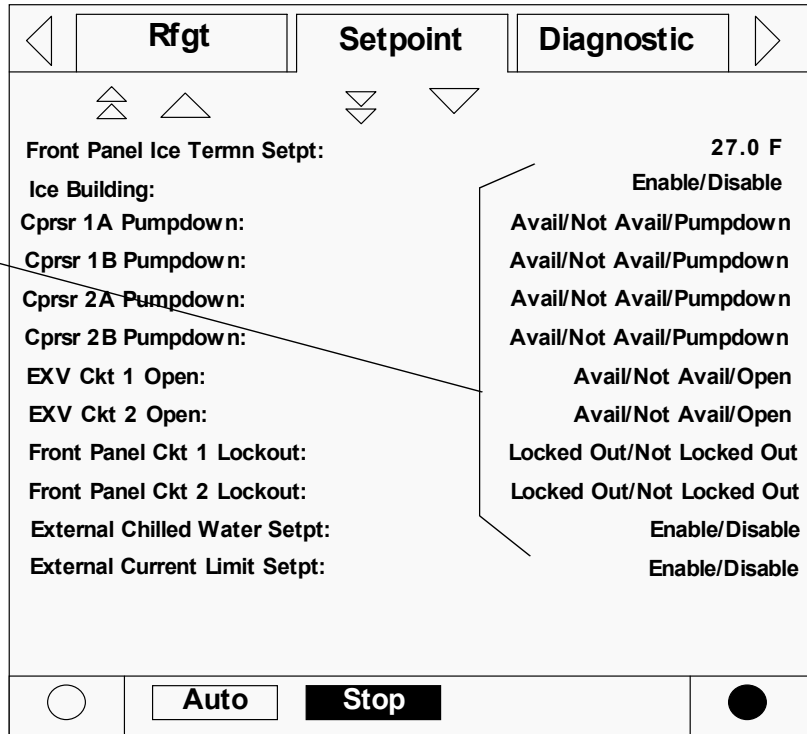 Rfgt Setpoint Diagnostic
Front Panel Ice Termn Setpt: 27.0 F
Ice Building: Enable/Disable
Cprsr 1A Pumpdown: Avail/Not Avail/Pumpdown
Cprsr 1B Pumpdown: Avail/Not Avail/Pumpdown
Cprsr 2A Pumpdown: Avail/Not Avail/Pumpdown
Cprsr 2B Pumpdown: Avail/Not Avail/Pumpdown
EXV Ckt 1 Open: Avail/Not Avail/Open
EXV Ckt 2 Open: Avail/Not Avail/Open
Front Panel Ckt 1 Lockout: Locked Out/Not Locked Out
Front Panel Ckt 2 Lockout: Locked Out/Not Locked Out
External Chilled Water Setpt: Enable/Disable
External Current Limit Setpt: Enable/Disable
Auto Stop